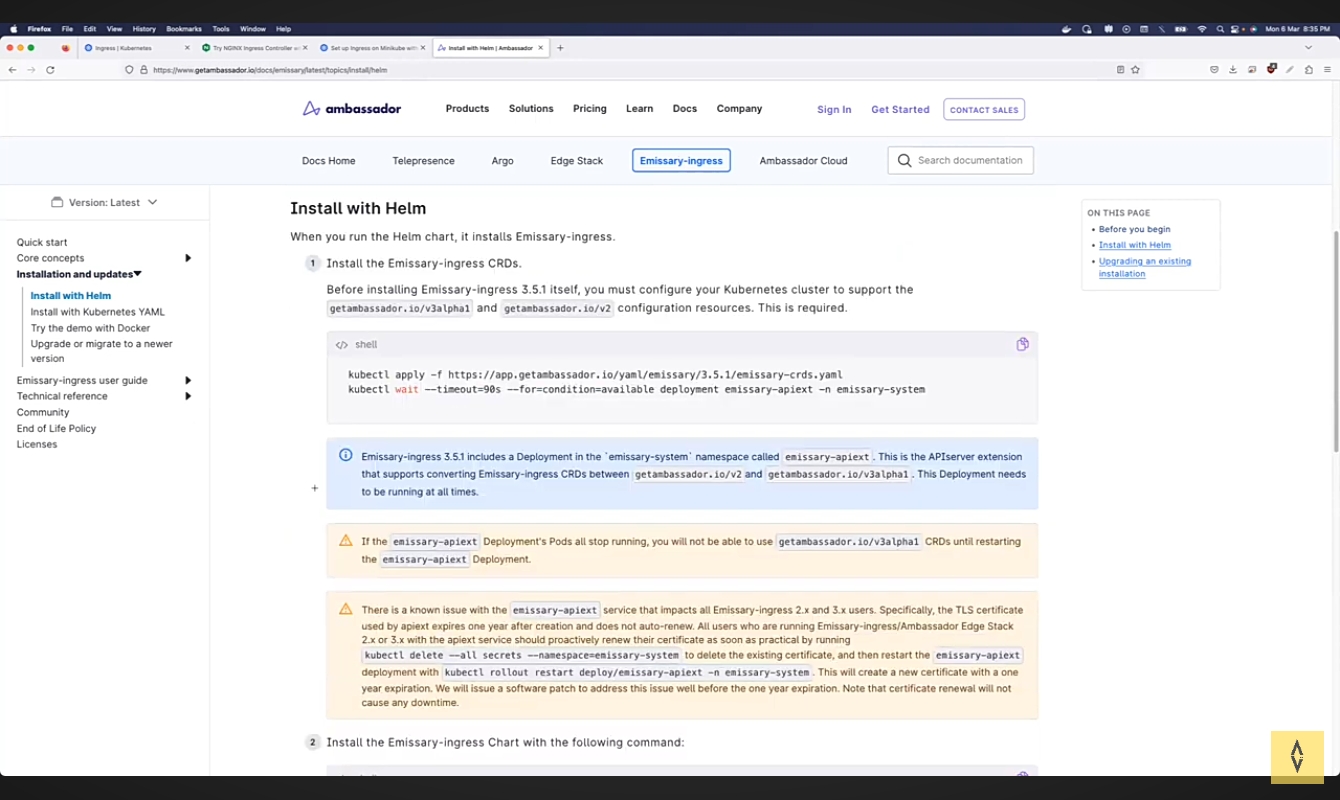 Firefox File Edit View History Bookmarks Tools Window Help Mon 6 Mar 8:35 PM
Ingress | Kubernetes × Try NGINX Ingress Controller w × Set up Ingress on Minikube with × Install with Helm | Ambassador × +
https://www.getambassador.io/docs/emissary/latest/topics/install/helm
ambassador Products Solutions Pricing Learn Docs Company Sign In Get Started CONTACT SALES
Docs Home Telepresence Argo Edge Stack Emissary-ingress Ambassador Cloud Search documentation
Version: Latest
Quick start
Core concepts
Installation and updates
Install with Helm
Install with Kubernetes YAML
Try the demo with Docker
Upgrade or migrate to a newer
version
Emissary-ingress user guide
Technical reference
Community
End of Life Policy
Licenses
Install with Helm
When you run the Helm chart, it installs Emissary-ingress.
1 Install the Emissary-ingress CRDs.
Before installing Emissary-ingress 3.5.1 itself, you must configure your Kubernetes cluster to support the
getambassador.io/v3alpha1 and getambassador.io/v2 configuration resources. This is required.
</> shell
kubectl apply -f https://app.getambassador.io/yaml/emissary/3.5.1/emissary-crds.yaml
kubectl wait --timeout=90s --for=condition=available deployment emissary-apiext -n emissary-system
Emissary-ingress 3.5.1 includes a Deployment in the `emissary-system` namespace called emissary-apiext. This is the APIserver extension
that supports converting Emissary-ingress CRDs between getambassador.io/v2 and getambassador.io/v3alpha1. This Deployment needs
to be running at all times.
If the emissary-apiext Deployment's Pods all stop running, you will not be able to use getambassador.io/v3alpha1 CRDs until restarting
the emissary-apiext Deployment.
There is a known issue with the emissary-apiext service that impacts all Emissary-ingress 2.x and 3.x users. Specifically, the TLS certificate
used by apiext expires one year after creation and does not auto-renew. All users who are running Emissary-ingress/Ambassador Edge Stack
2.x or 3.x with the apiext service should proactively renew their certificate as soon as practical by running
kubectl delete --all secrets --namespace=emissary-system to delete the existing certificate, and then restart the emissary-apiext
deployment with kubectl rollout restart deploy/emissary-apiext -n emissary-system. This will create a new certificate with a one
year expiration. We will issue a software patch to address this issue well before the one year expiration. Note that certificate renewal will not
cause any downtime.
2 Install the Emissary-ingress Chart with the following command:
ON THIS PAGE
• Before you begin
• Install with Helm
• Upgrading an existing
installation